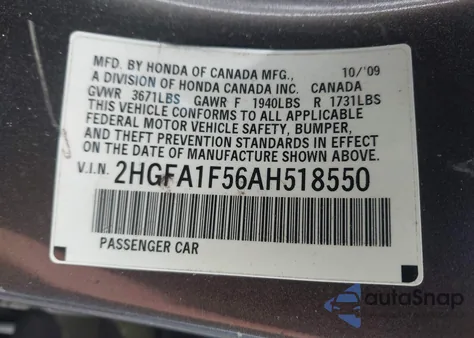 MFD. BY HONDA OF CANADA MFG., 10/'09
A DIVISION OF HONDA CANADA INC. CANADA
GVWR 3671LBS GAWR F 1940LBS R 1731LBS
THIS VEHICLE CONFORMS TO ALL APPLICABLE
FEDERAL MOTOR VEHICLE SAFETY, BUMPER,
AND THEFT PREVENTION STANDARDS IN EFFECT
ON THE DATE OF MANUFACTURE SHOWN ABOVE.
V.I.N. 2HGFA1F56AH518550
PASSENGER CAR
autoSnap